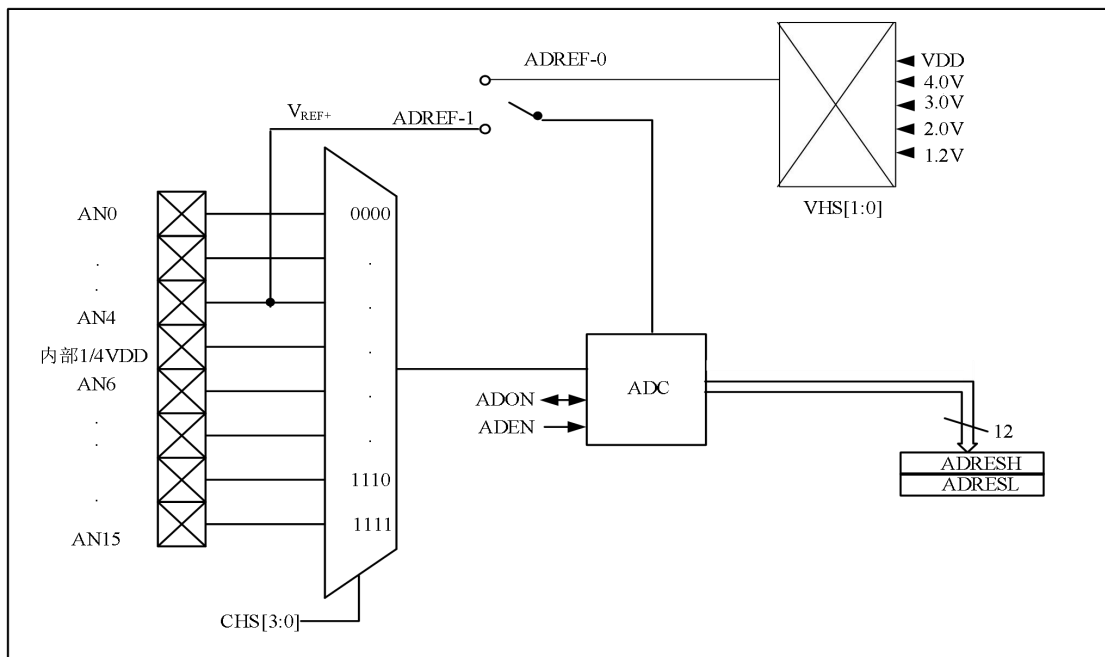 ADREF-0
VDD
4.0V
3.0V
2.0V
1.2V
VHS[1:0]
VREF+
ADREF-1
AN0
.
.
AN4
内部1/4VDD
AN6
.
.
.
AN15
0000
.
.
.
.
.
1110
1111
CHS[3:0]
ADON
ADEN
ADC
12
ADRESH
ADRESL